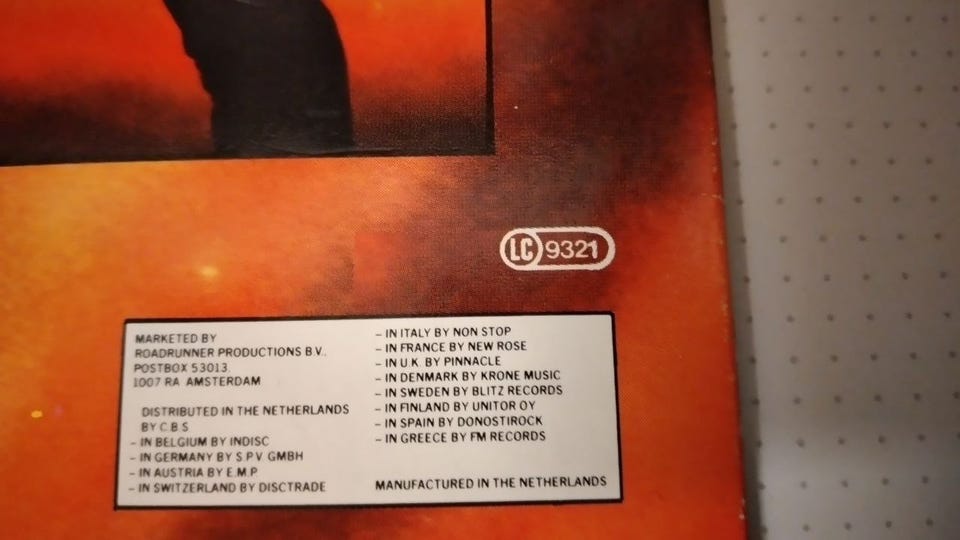 LC 9321
MARKETED BY
ROADRUNNER PRODUCTIONS B.V.
POSTBOX 53013
1007 RA AMSTERDAM
DISTRIBUTED IN THE NETHERLANDS
BY C.B.S
- IN BELGIUM BY INDISC
- IN GERMANY BY S.P.V. GMBH
- IN AUSTRIA BY E.M.P
- IN SWITZERLAND BY DISCTRADE
- IN ITALY BY NON STOP
- IN FRANCE BY NEW ROSE
- IN U.K. BY PINNACLE
- IN DENMARK BY KRONE MUSIC
- IN SWEDEN BY BLITZ RECORDS
- IN FINLAND BY UNITOR OY
- IN SPAIN BY DONOSTIROCK
- IN GREECE BY FM RECORDS
MANUFACTURED IN THE NETHERLANDS